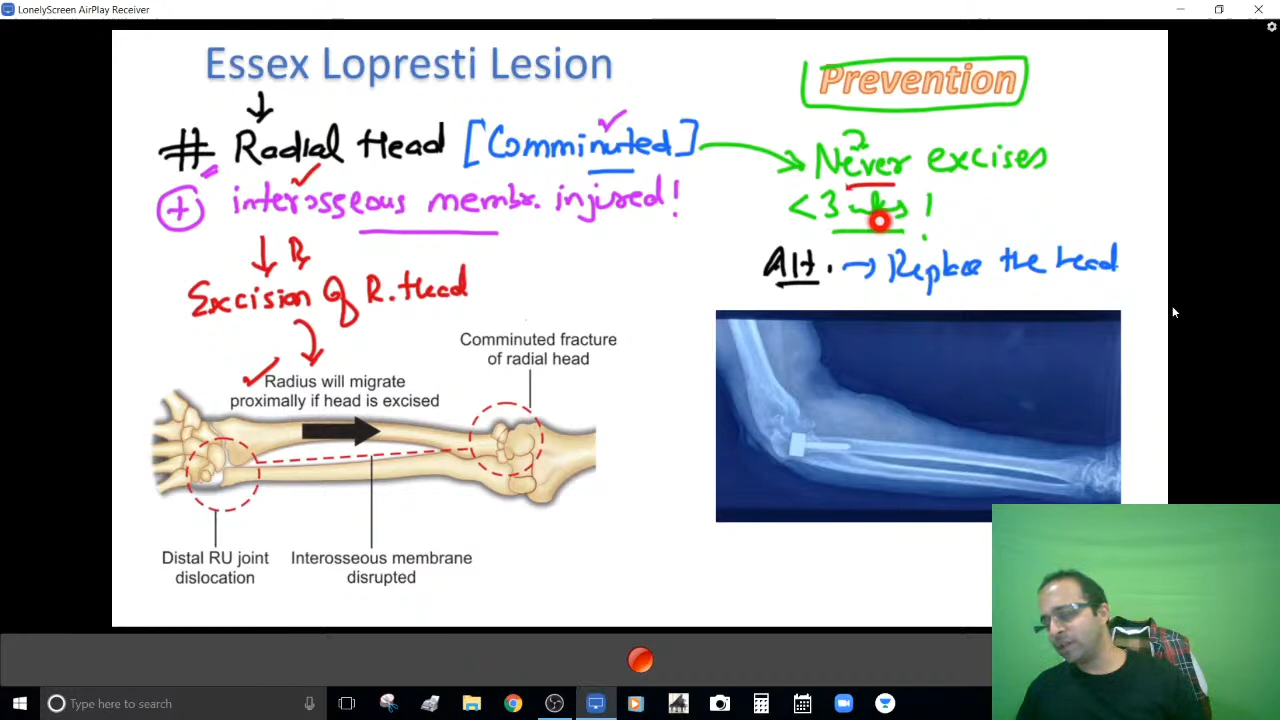 LonelyScreen AirPlay Receiver
Essex Lopresti Lesion
Prevention
# Radial Head [Comminuted]
Never excises
+ interosseous membr. injured!
<3 wks !
Rx
Alt. → Replace the head
Excision of R. Head
Comminuted fracture
of radial head
Radius will migrate
proximally if head is excised
Distal RU joint
dislocation
Interosseous membrane
disrupted
Type here to search